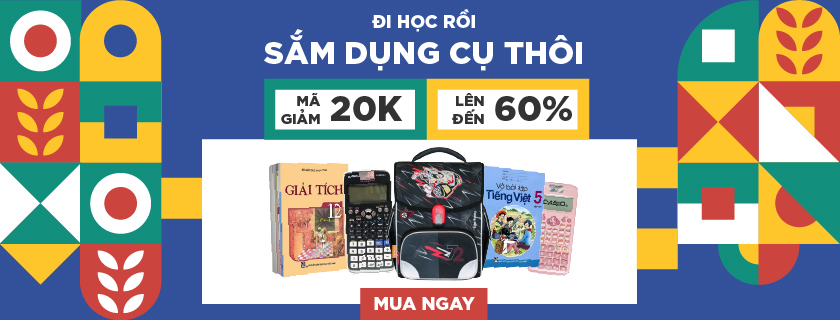 ĐI HỌC RỒI
SẮM DỤNG CỤ THÔI
MÃ GIẢM 20K
LÊN ĐẾN 60%
GIẢI TÍCH
12
Vở bài tập
Tiếng Việt 5
CASIO
MUA NGAY